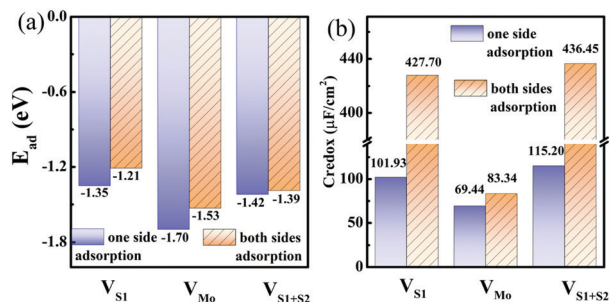 (a)
0.0
-0.6
-1.2
-1.8
E_ad (eV)
-1.35
-1.21
-1.70
-1.53
-1.42
-1.39
one side
adsorption
both sides
adsorption
V_S1
V_Mo
V_S1+S2
(b)
440
400
100
50
0
Credox (μF/cm²)
one side
adsorption
both sides
adsorption
427.70
436.45
101.93
69.44
83.34
115.20
V_S1
V_Mo
V_S1+S2